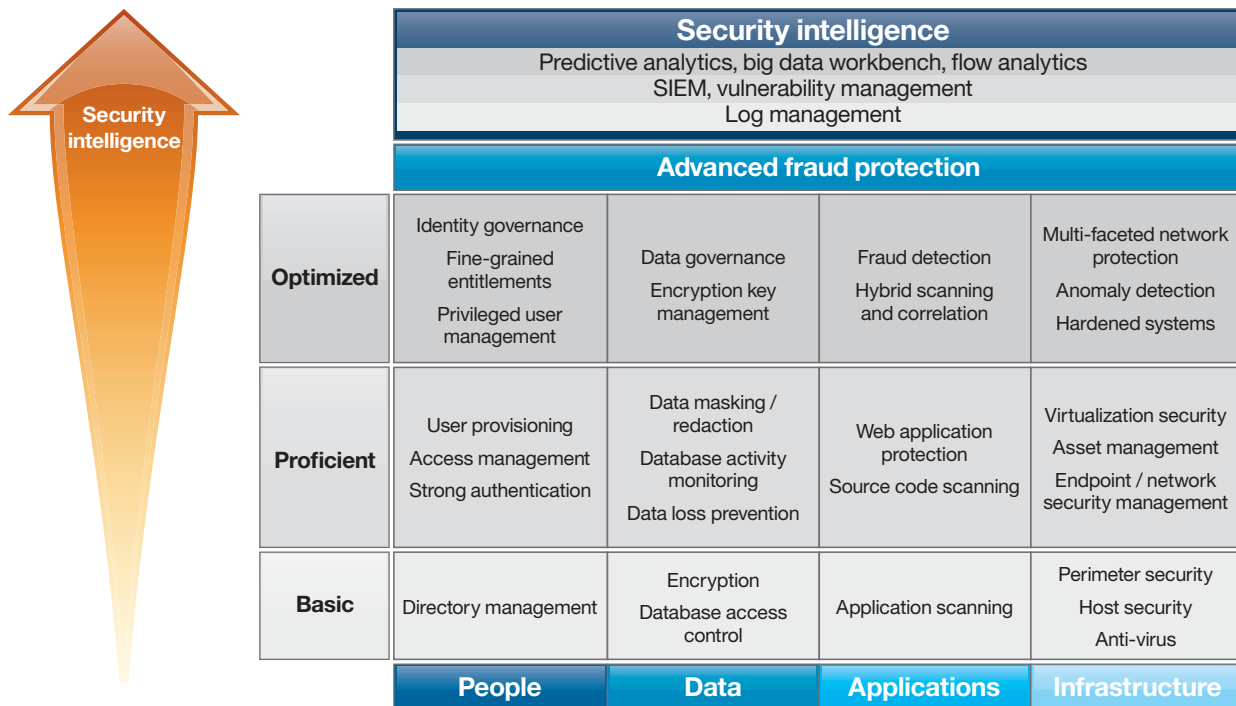 Security
intelligence
Security intelligence
Predictive analytics, big data workbench, flow analytics
SIEM, vulnerability management
Log management
Advanced fraud protection
Optimized
Identity governance
Fine-grained
entitlements
Privileged user
management
Data governance
Encryption key
management
Fraud detection
Hybrid scanning
and correlation
Multi-faceted network
protection
Anomaly detection
Hardened systems
Proficient
User provisioning
Access management
Strong authentication
Data masking /
redaction
Database activity
monitoring
Data loss prevention
Web application
protection
Source code scanning
Virtualization security
Asset management
Endpoint / network
security management
Basic
Directory management
Encryption
Database access
control
Application scanning
Perimeter security
Host security
Anti-virus
People
Data
Applications
Infrastructure